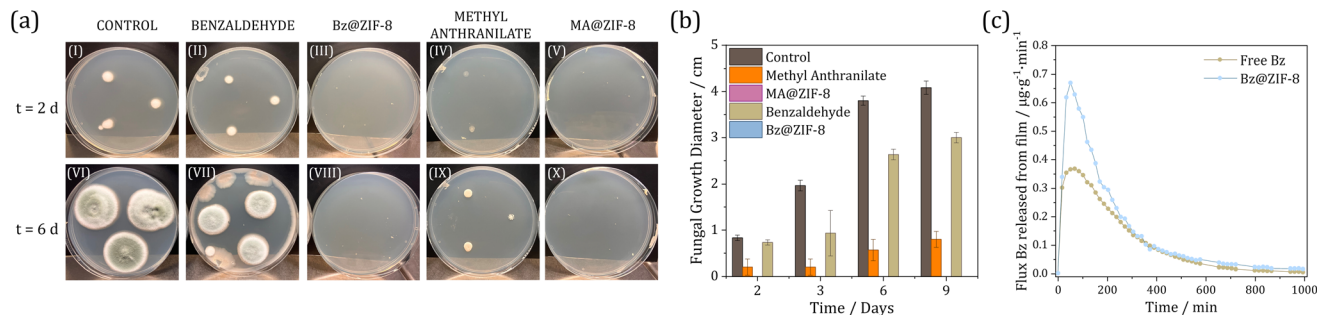 (a)
CONTROL
BENZALDEHYDE
Bz@ZIF-8
METHYL
ANTHRANILATE
MA@ZIF-8
t = 2 d
(I)
(II)
(III)
(IV)
(V)
t = 6 d
(VI)
(VII)
(VIII)
(IX)
(X)
(b)
Fungal Growth Diameter / cm
5
4
3
2
1
0
Control
Methyl Anthranilate
MA@ZIF-8
Benzaldehyde
Bz@ZIF-8
2
3
6
9
Time / Days
(c)
Flux Bz released from film / μg·g⁻¹·min⁻¹
0.8
0.7
0.6
0.5
0.4
0.3
0.2
0.1
0.0
Free Bz
Bz@ZIF-8
0
200
400
600
800
1000
Time / min